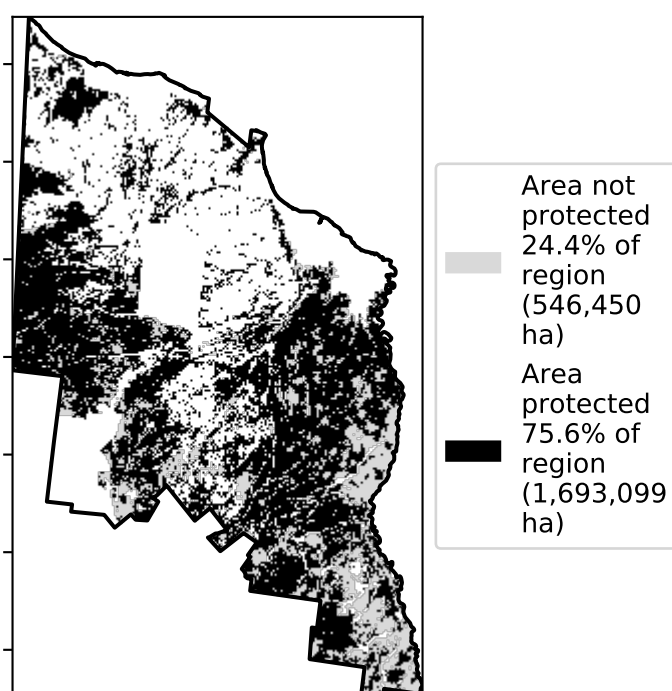 Area not
protected
24.4% of
region
(546,450
ha)
Area
protected
75.6% of
region
(1,693,099
ha)